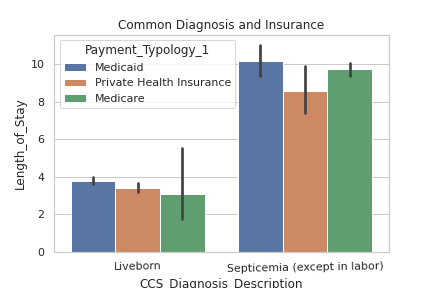 Common Diagnosis and Insurance
Payment_Typology_1
Medicaid
Private Health Insurance
Medicare
Length_of_Stay
10
8
6
4
2
0
Liveborn
Septicemia (except in labor)
CCS_Diagnosis_Description